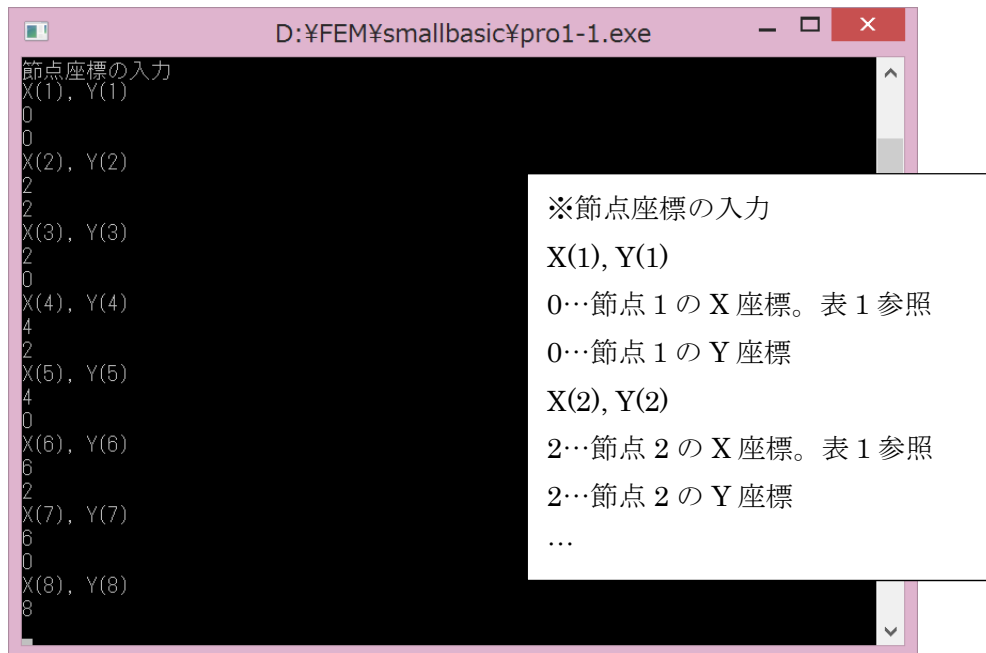 D:¥FEM¥smallbasic¥pro1-1.exe
節点座標の入力
X(1), Y(1)
0
0
X(2), Y(2)
2
2
X(3), Y(3)
2
0
X(4), Y(4)
4
2
X(5), Y(5)
4
0
X(6), Y(6)
6
2
X(7), Y(7)
6
0
X(8), Y(8)
8
※節点座標の入力
X(1), Y(1)
0…節点 1 の X 座標。表 1 参照
0…節点 1 の Y 座標
X(2), Y(2)
2…節点 2 の X 座標。表 1 参照
2…節点 2 の Y 座標
…